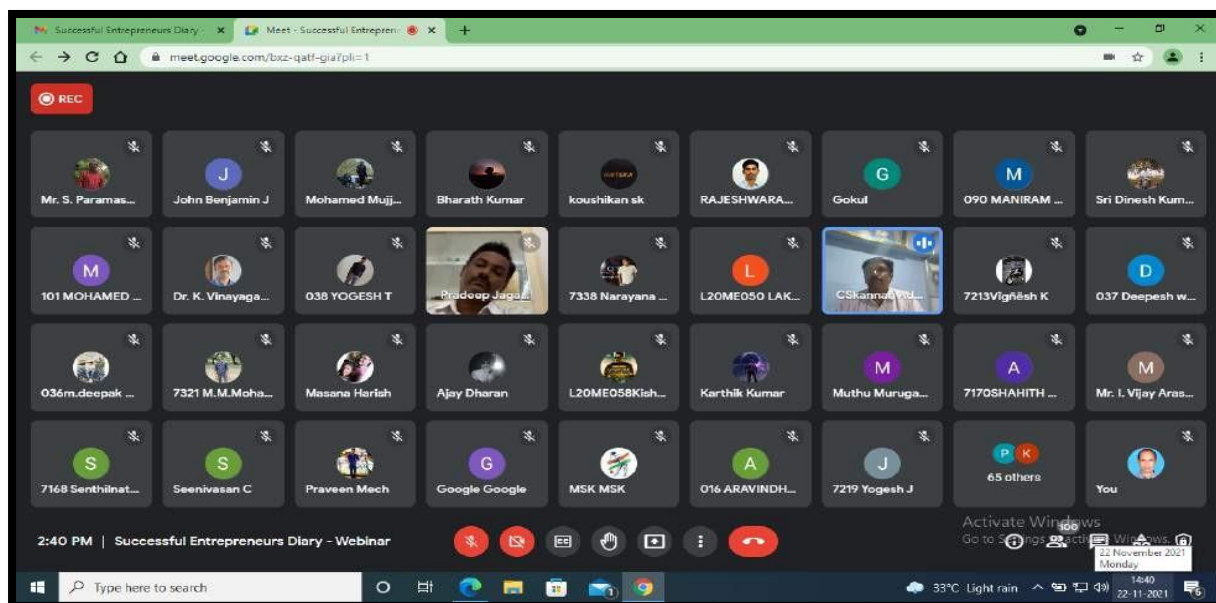 Successful Entrepreneurs Diary -
Meet - Successful Entrepren
meet.google.com/bxz-qatf-gia?pli=1
REC
Mr. S. Paramas...
John Benjamin J
Mohamed Mujj...
Bharath Kumar
koushikan sk
RAJESHWARA...
G
Gokul
M
090 MANIRAM ...
Sri Dinesh Kum...
J
M
101 MOHAMED ...
Dr. K. Vinayaga...
038 YOGESH T
Pradeep Jaga...
7338 Narayana ...
L
L20ME050 LAK...
7213Vigñësh K
D
037 Deepesh w...
036m.deepak ...
7321 M.M.Moha...
Masana Harish
Ajay Dharan
L20ME058Kish...
Karthik Kumar
M
Muthu Muruga...
A
7170SHAHITH ...
M
Mr. I. Vijay Aras...
S
7168 Senthilnat...
S
Seenivasan C
Praveen Mech
G
Google Google
MSK MSK
A
016 ARAVINDH...
J
7219 Yogesh J
P K
65 others
You
2:40 PM | Successful Entrepreneurs Diary - Webinar
Activate Windows
100
22 November 2021
Monday
Type here to search
33°C Light rain
14:40
22-11-2021